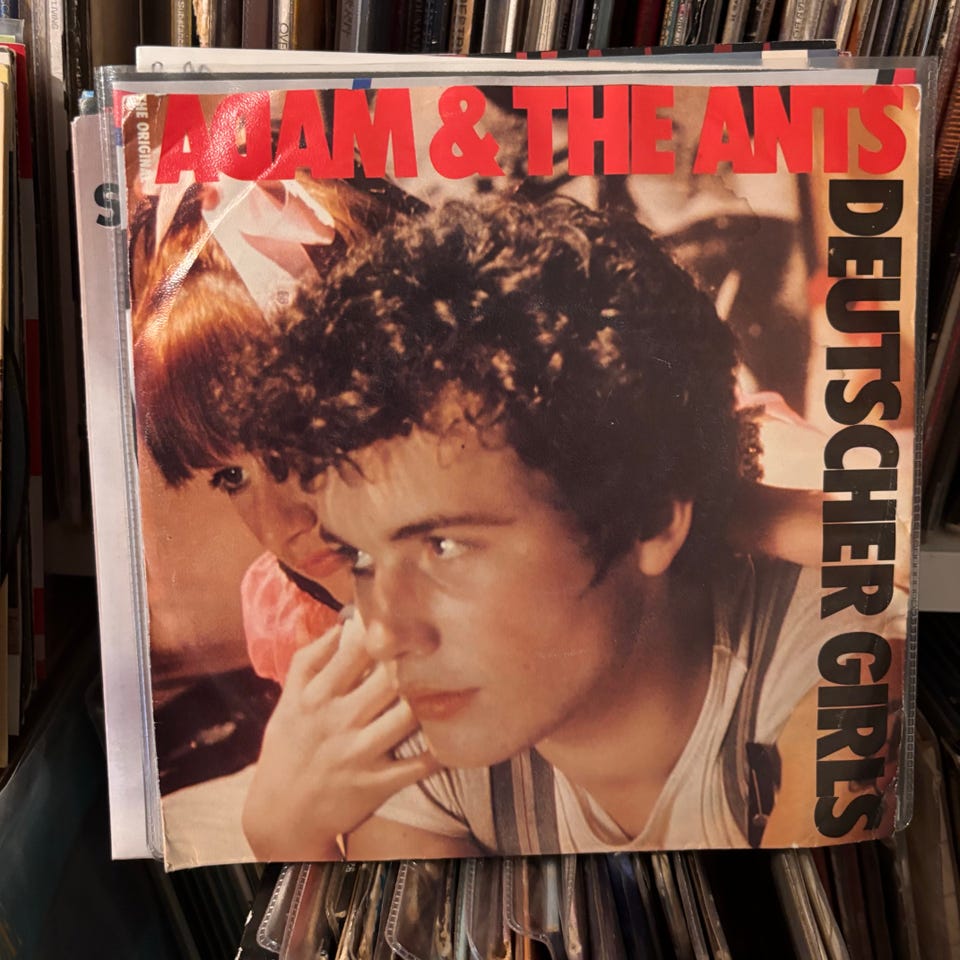 THE ORIGINAL
ADAM & THE ANTS
DEUTSCHER GIRLS
S